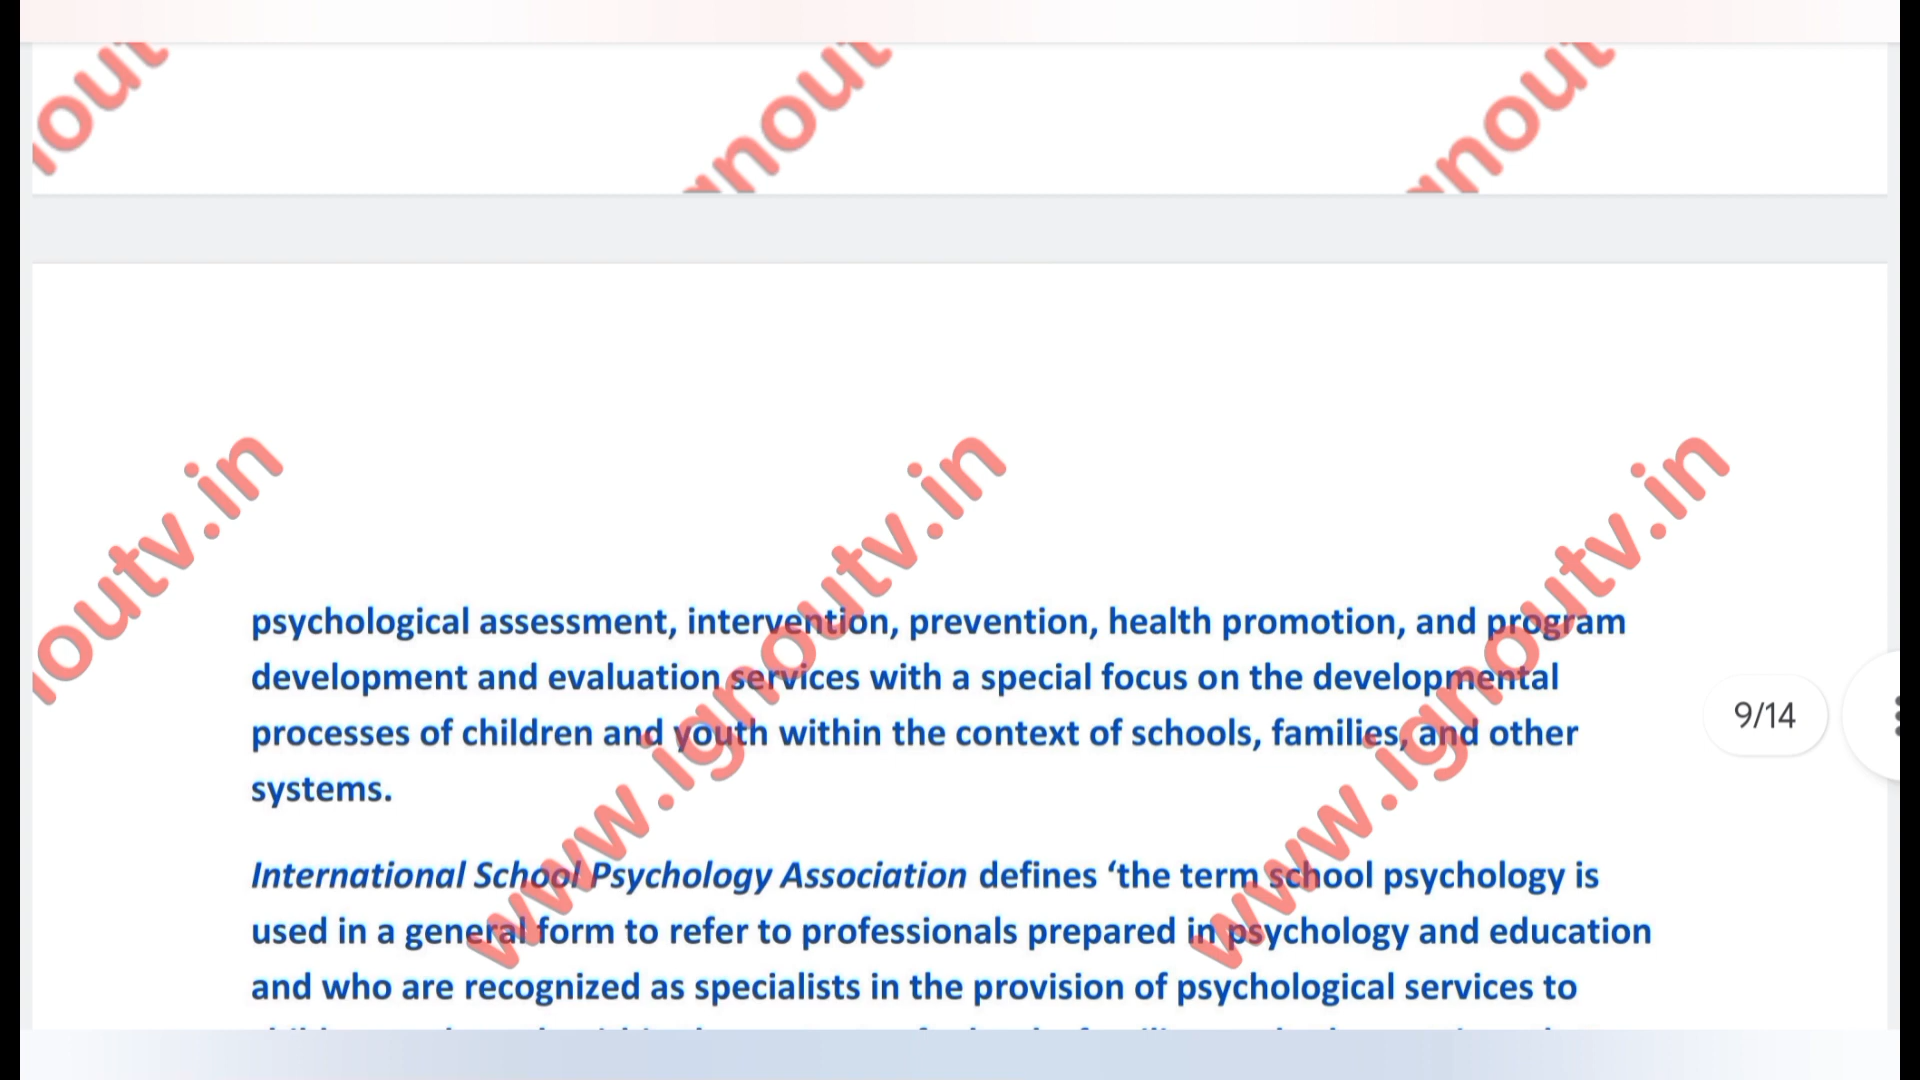 nout
gnout
gnout
noutv.in
www.ignoutv.in
www.ignoutv.in
psychological assessment, intervention, prevention, health promotion, and program
development and evaluation services with a special focus on the developmental
processes of children and youth within the context of schools, families, and other
systems.
9/14
International School Psychology Association defines ‘the term school psychology is
used in a general form to refer to professionals prepared in psychology and education
and who are recognized as specialists in the provision of psychological services to